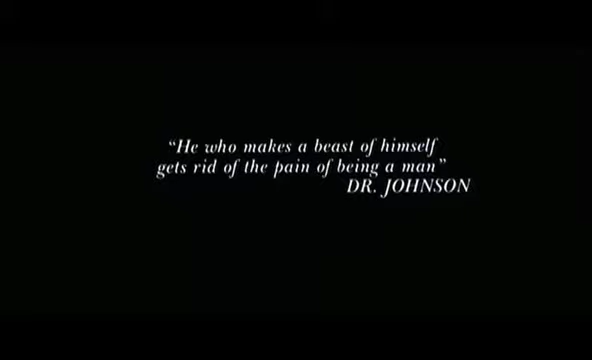 “He who makes a beast of himself
gets rid of the pain of being a man”
DR. JOHNSON